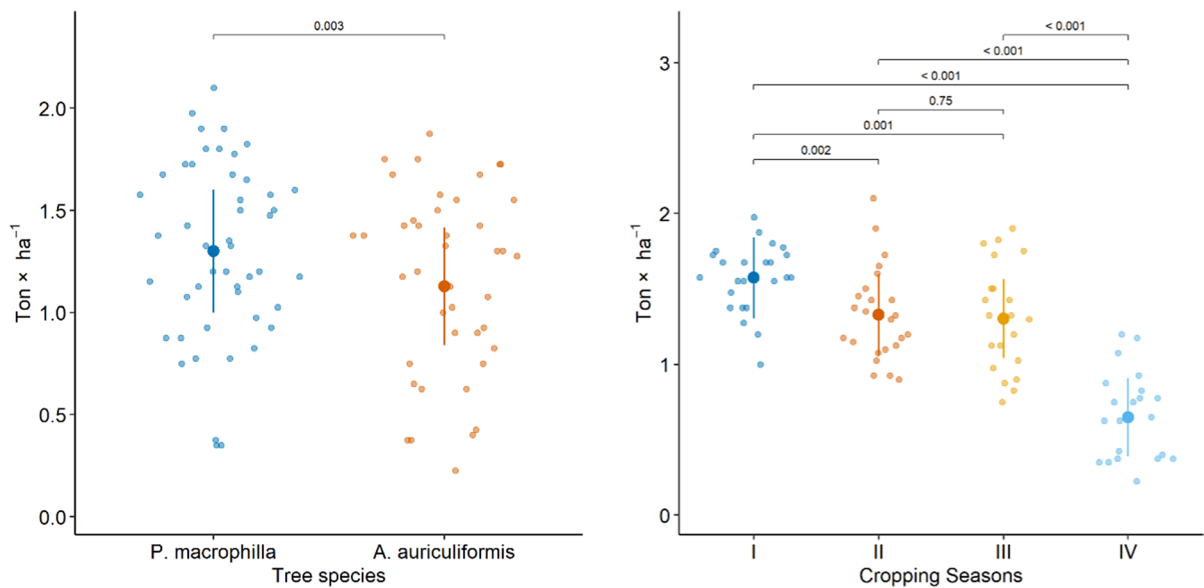 0.003
2.0
1.5
1.0
0.5
0.0
Ton × ha⁻¹
P. macrophilla
A. auriculiformis
Tree species
< 0.001
< 0.001
< 0.001
0.75
0.001
0.002
3
2
1
0
Ton × ha⁻¹
I II III IV
Cropping Seasons